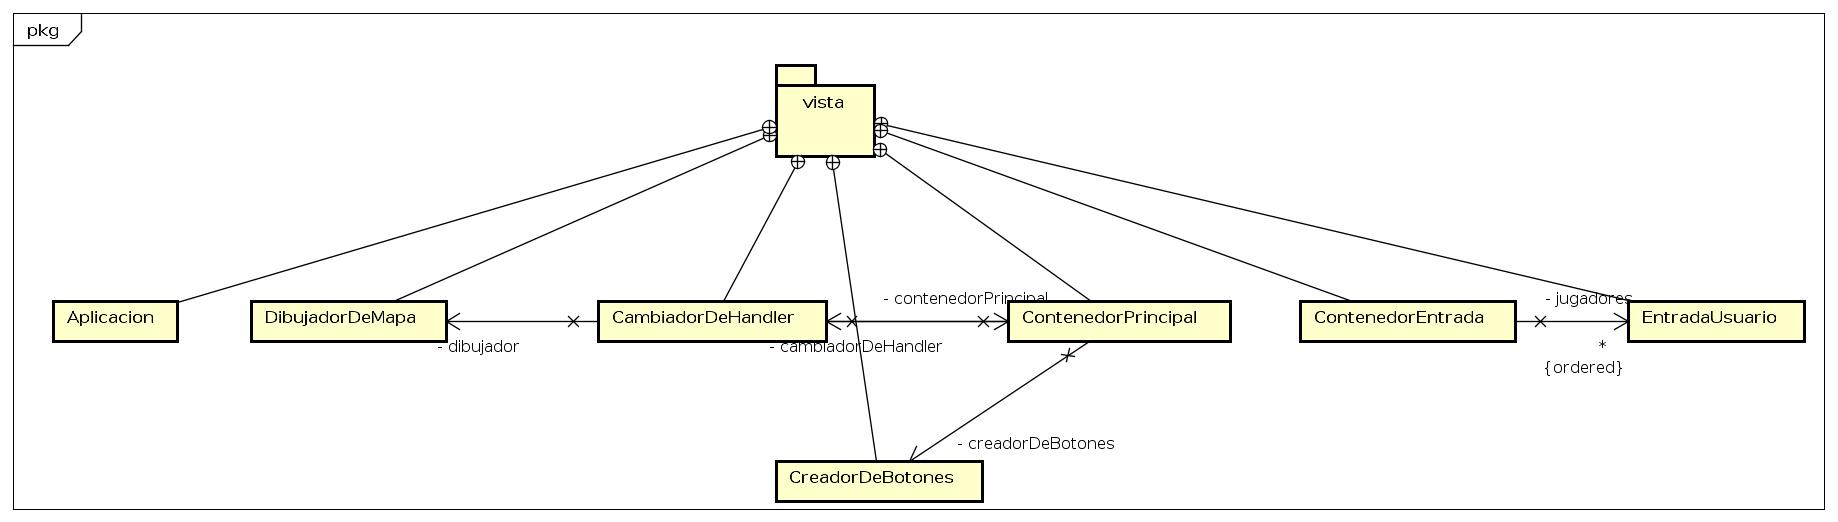 pkg
vista
- contenedorPrincipal
- jugadores
Aplicacion
DibujadorDeMapa
CambiadorDeHandler
ContenedorPrincipal
ContenedorEntrada
EntradaUsuario
- dibujador
- cambiadorDeHandler
*
{ordered}
- creadorDeBotones
CreadorDeBotones